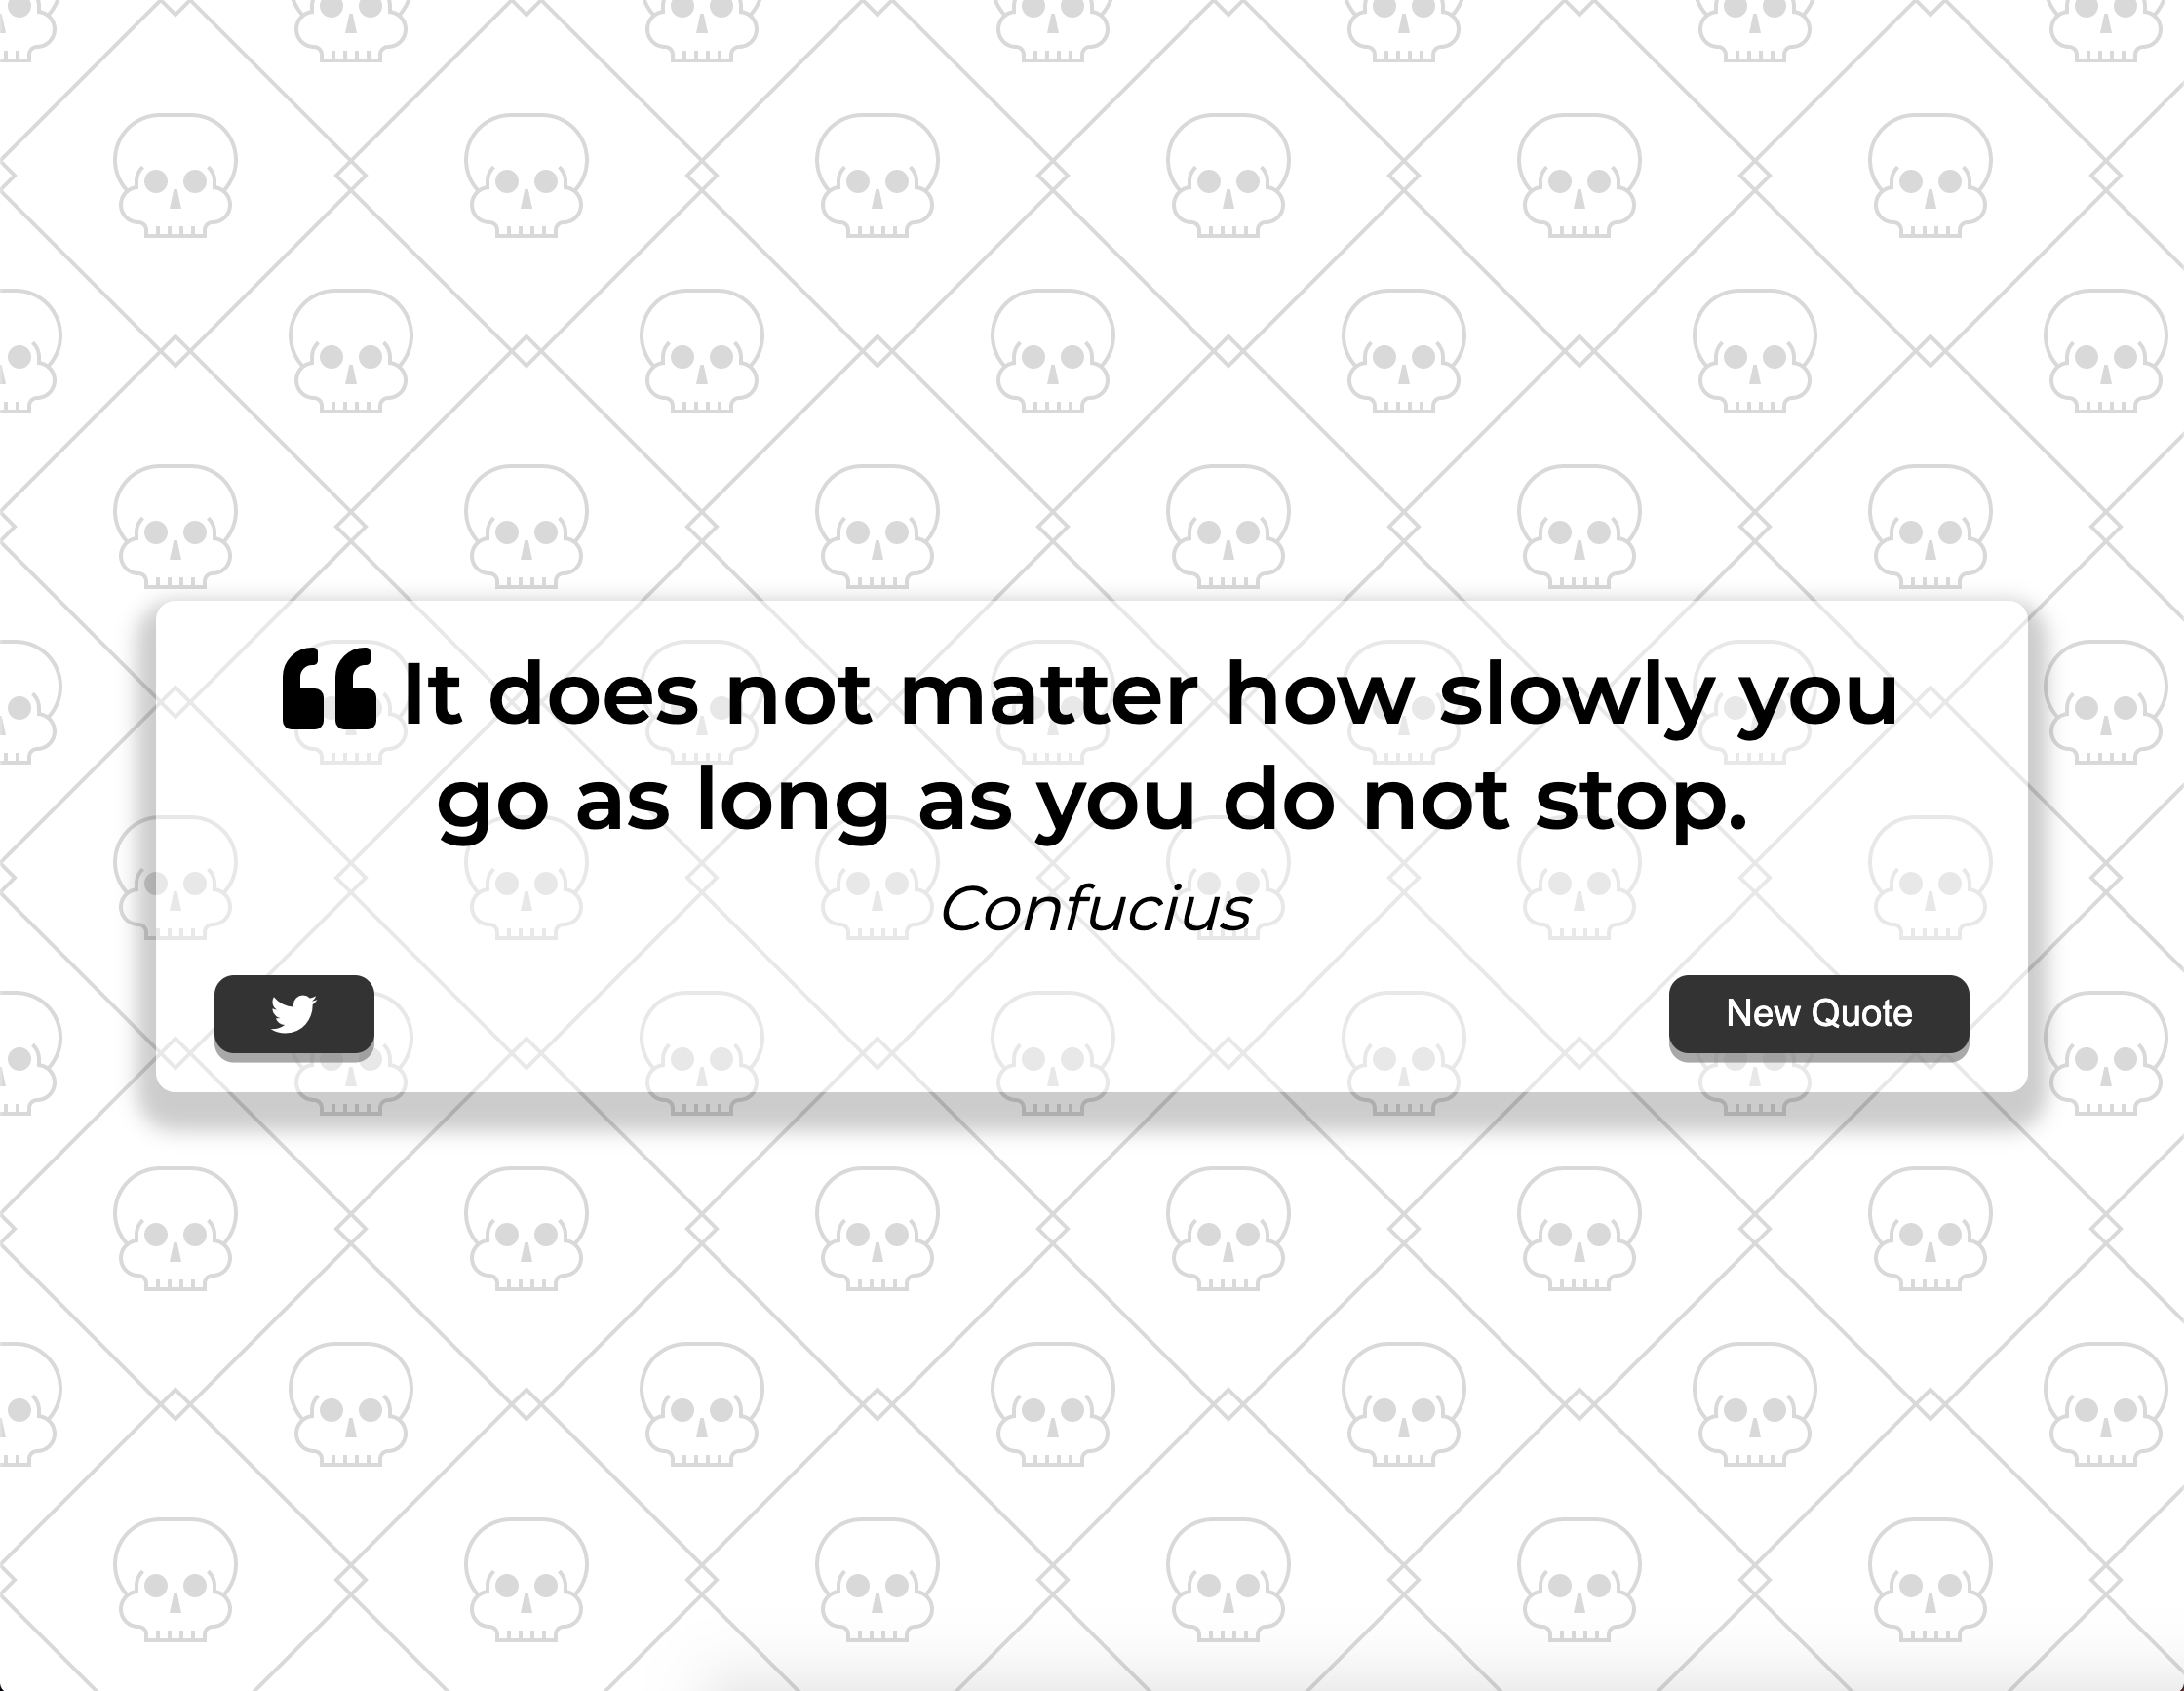 “ It does not matter how slowly you
go as long as you do not stop.
Confucius
New Quote